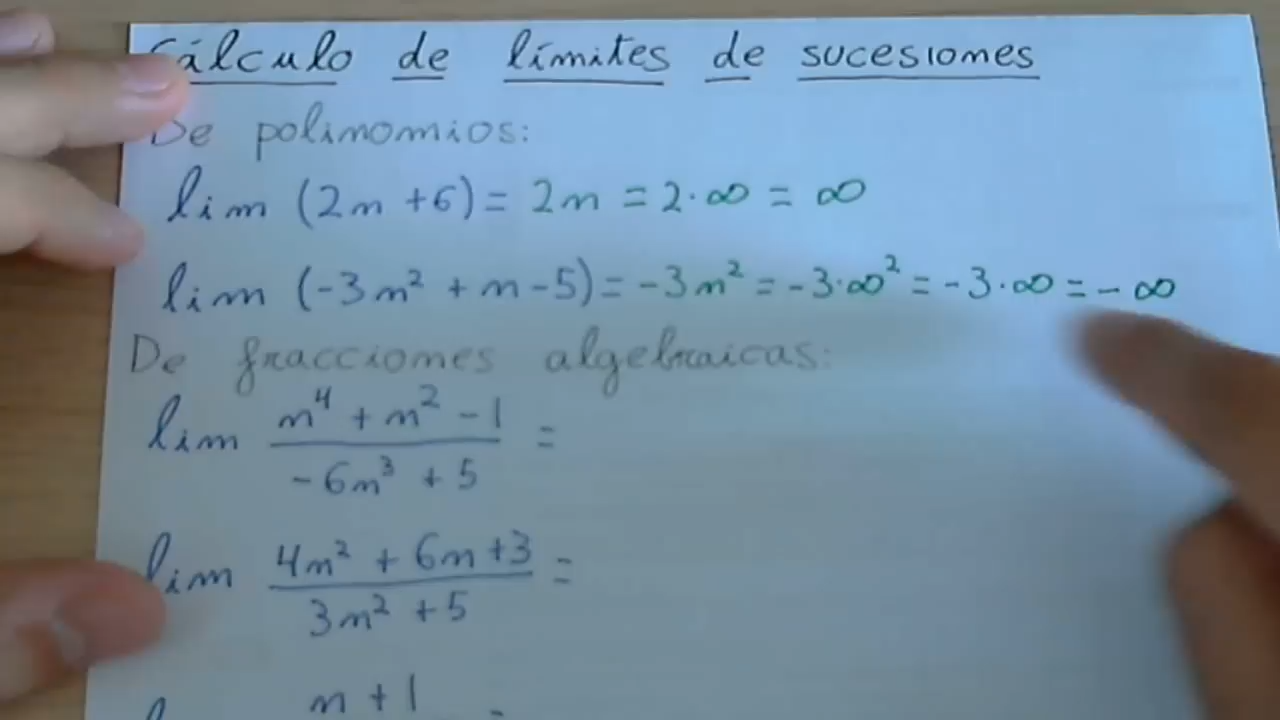 Cálculo de límites de sucesiones
De polinomios:
lim (2n + 6) = 2n = 2·∞ = ∞
lim (-3n² + n - 5) = -3n² = -3·∞² = -3·∞ = -∞
De fracciones algebraicas:
lim (n⁴ + n² - 1)/(-6n³ + 5) =
lim (4n² + 6n + 3)/(3n² + 5) =
n + 1